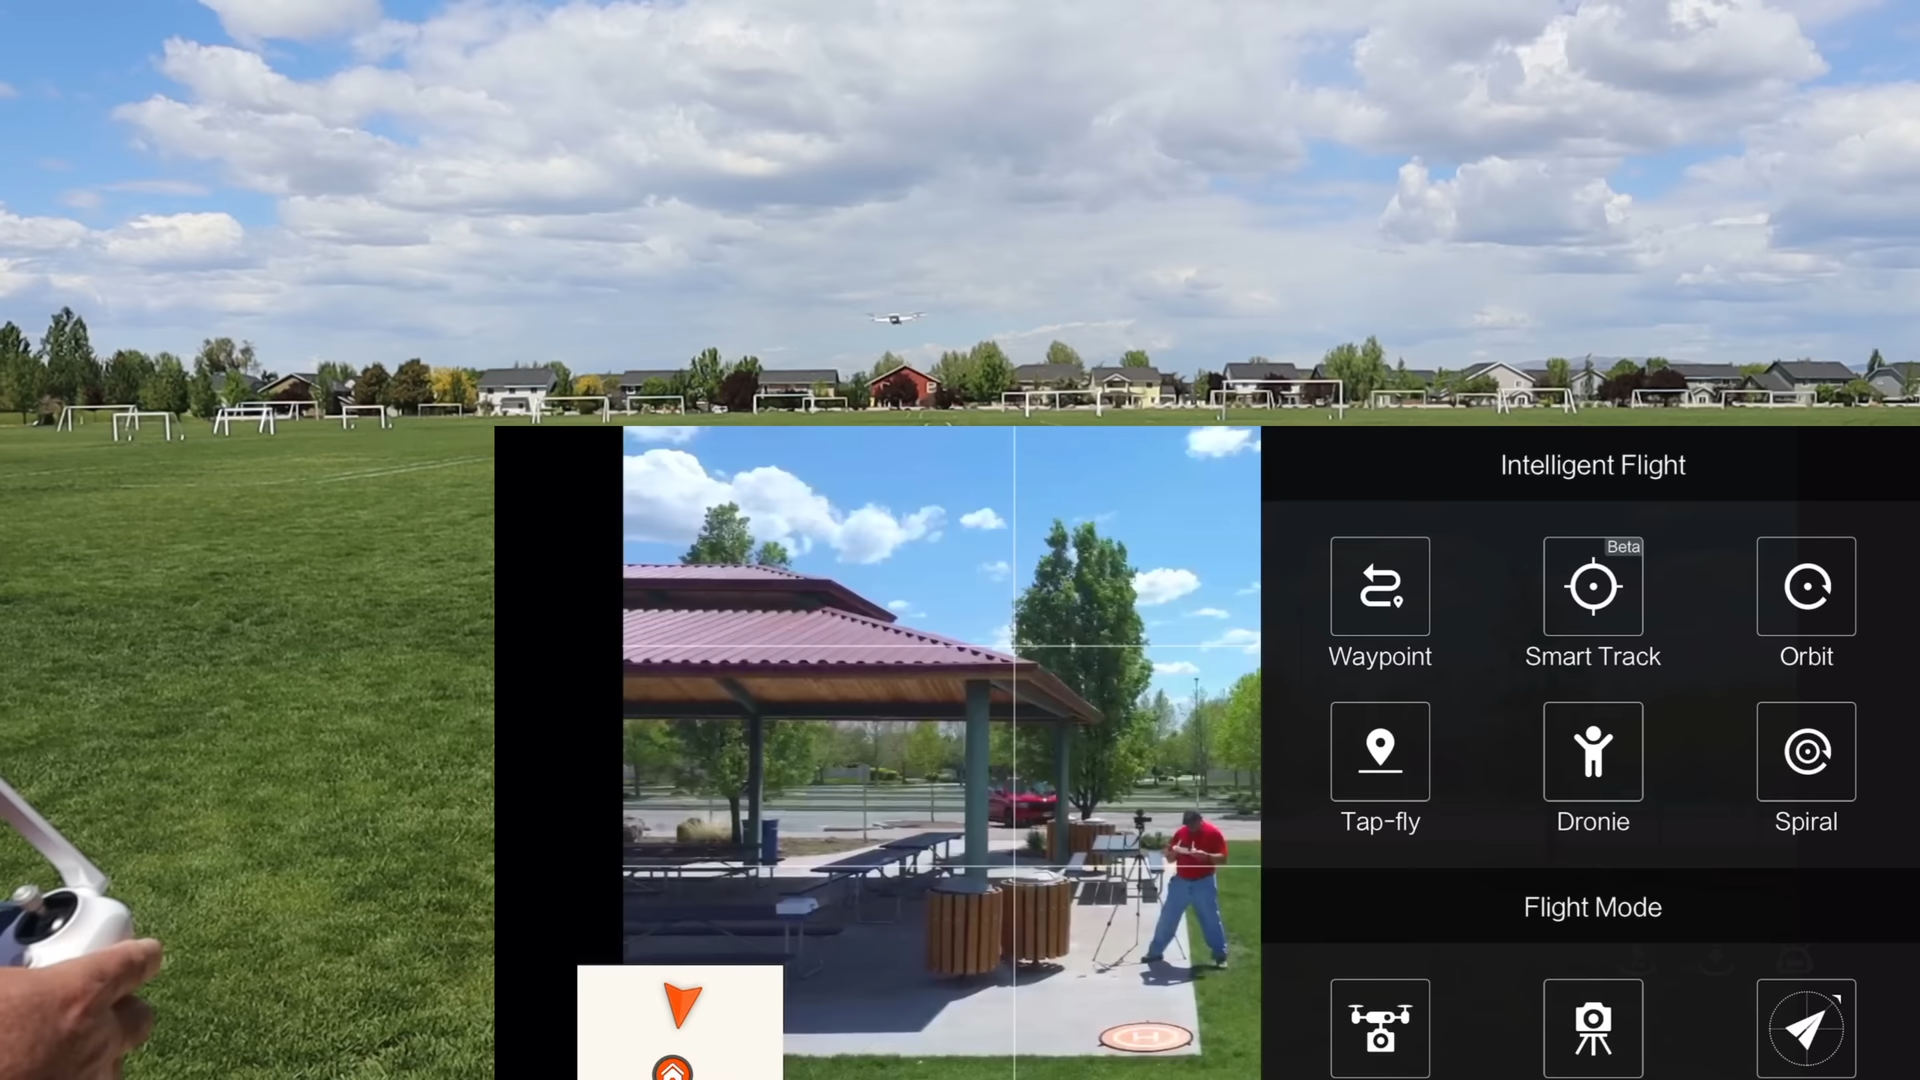 Intelligent Flight
Beta
Waypoint
Smart Track
Orbit
Tap-fly
Dronie
Spiral
Flight Mode
H